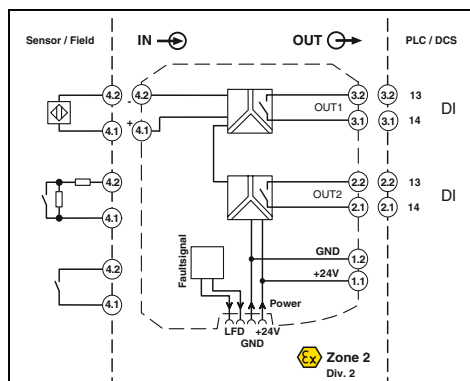 Sensor / Field
IN
OUT
PLC / DCS
4.2
4.2
-
3.2
3.2
13
DI
OUT1
4.1
4.1
+
3.1
3.1
14
4.2
2.2
2.2
13
DI
OUT2
4.1
2.1
2.1
14
Faultsignal
GND
1.2
4.2
+24V
1.1
4.1
Power
LFD
+24V
GND
Ex
Zone 2
Div. 2